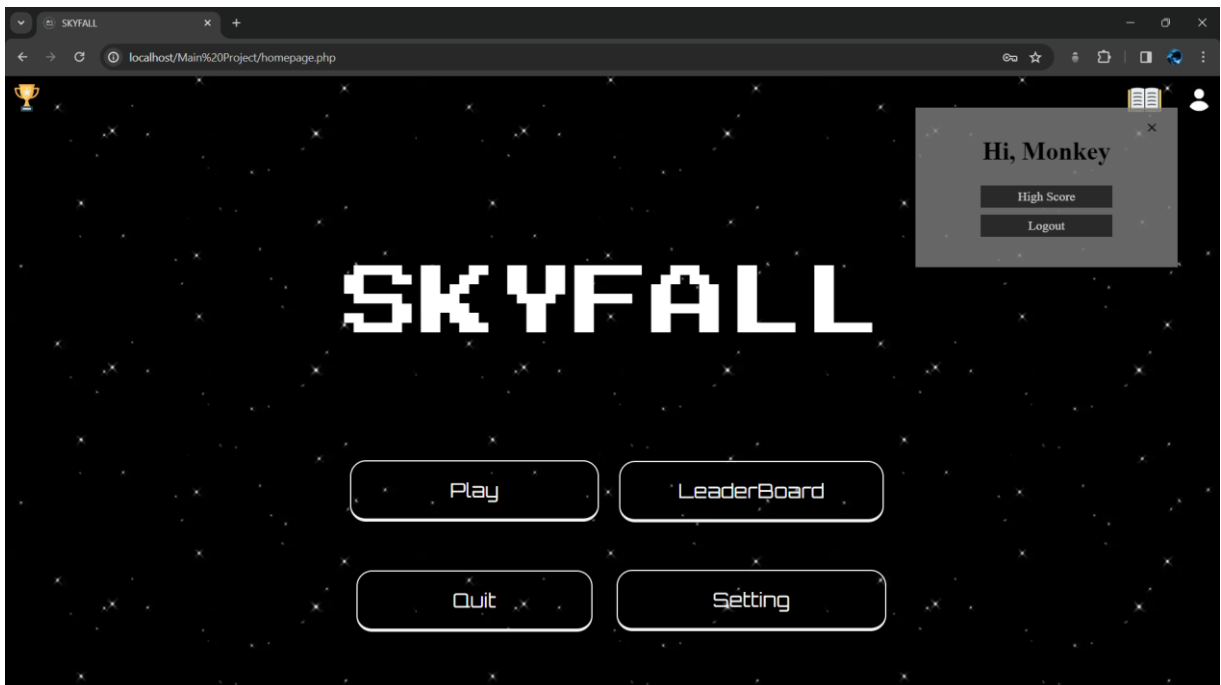 SKYFALL
localhost/Main%20Project/homepage.php
Hi, Monkey
High Score
Logout
SKYFALL
Play
LeaderBoard
Quit
Setting